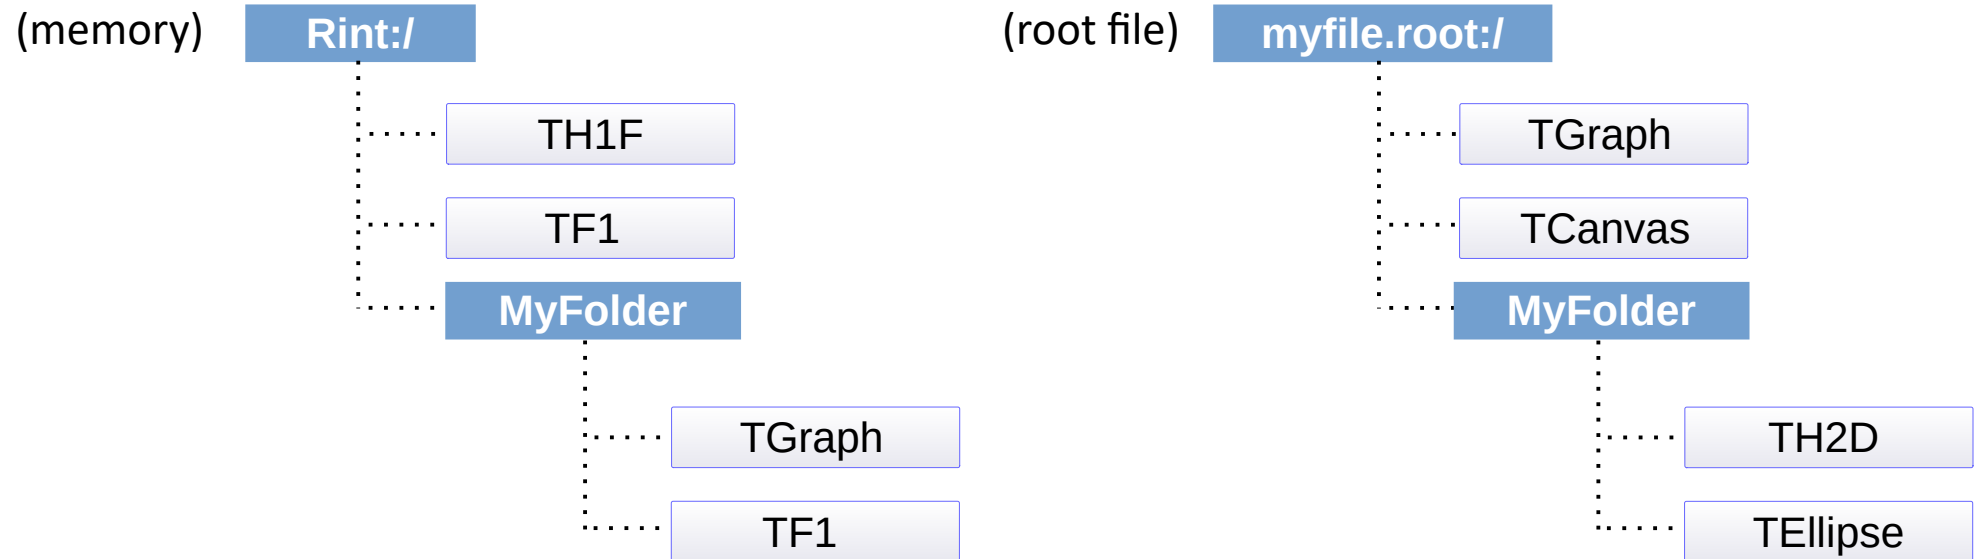 (memory)
Rint:/
TH1F
TF1
MyFolder
TGraph
TF1
(root file)
myfile.root:/
TGraph
TCanvas
MyFolder
TH2D
TEllipse